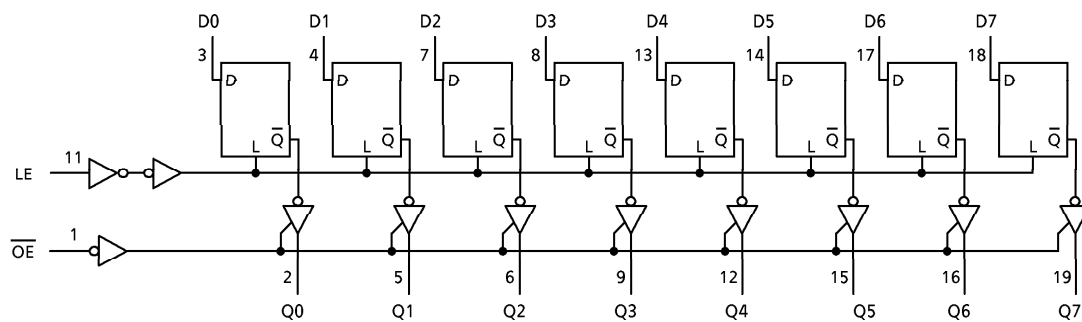 D0 D1 D2 D3 D4 D5 D6 D7
3 4 7 8 13 14 17 18
D D D D D D D D
Q̅ Q̅ Q̅ Q̅ Q̅ Q̅ Q̅ Q̅
L L L L L L L L
LE 11
O̅E̅ 1
2 5 6 9 12 15 16 19
Q0 Q1 Q2 Q3 Q4 Q5 Q6 Q7